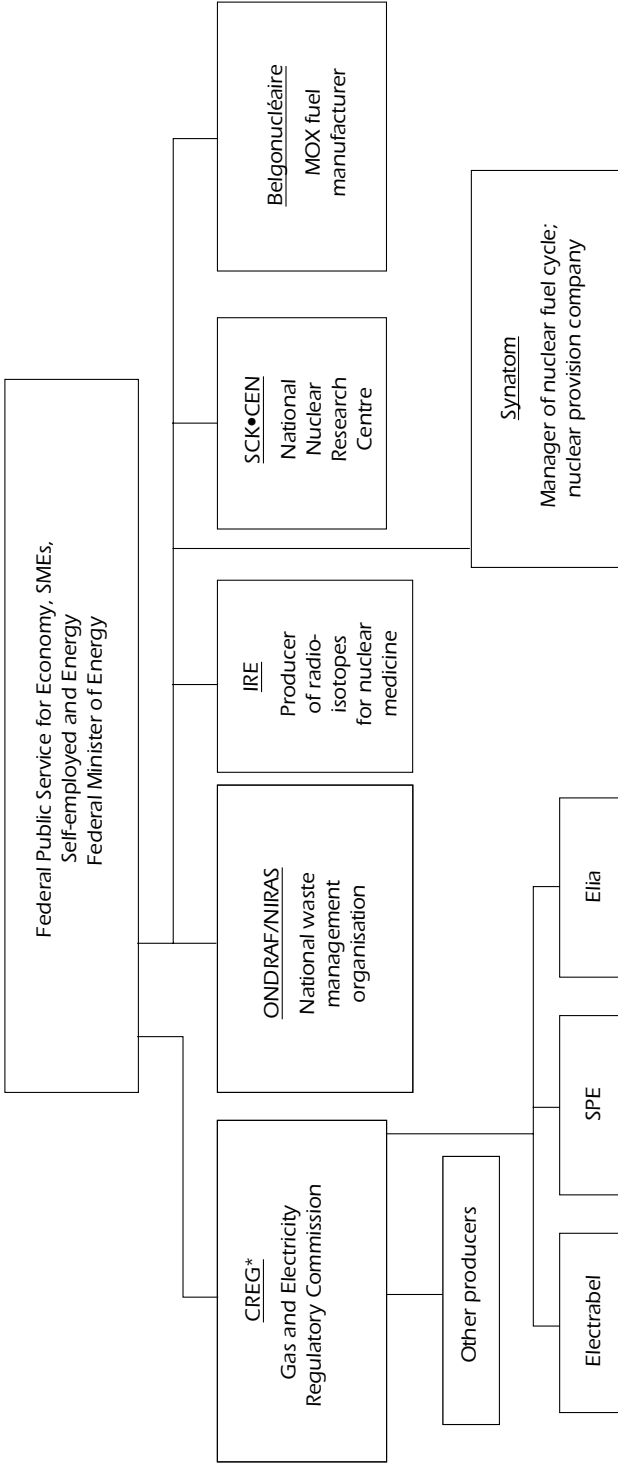 Federal Public Service for Economy, SMEs,
Self-employed and Energy
Federal Minister of Energy
CREG*
Gas and Electricity
Regulatory Commission
ONDRAF/NIRAS
National waste
management
organisation
IRE
Producer
of radio-
isotopes
for nuclear
medicine
SCK•CEN
National
Nuclear
Research
Centre
Belgonucléaire
MOX fuel
manufacturer
Other producers
Synatom
Manager of nuclear fuel cycle;
nuclear provision company
Electrabel
SPE
Elia